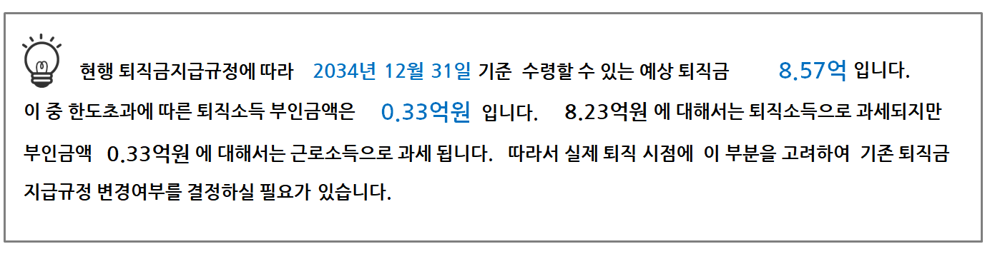 현행 퇴직금지급규정에 따라 2034년 12월 31일 기준 수령할 수 있는 예상 퇴직금 8.57억 입니다.
이 중 한도초과에 따른 퇴직소득 부인금액은 0.33억원 입니다. 8.23억원 에 대해서는 퇴직소득으로 과세되지만
부인금액 0.33억원 에 대해서는 근로소득으로 과세 됩니다. 따라서 실제 퇴직 시점에 이 부분을 고려하여 기존 퇴직금
지급규정 변경여부를 결정하실 필요가 있습니다.